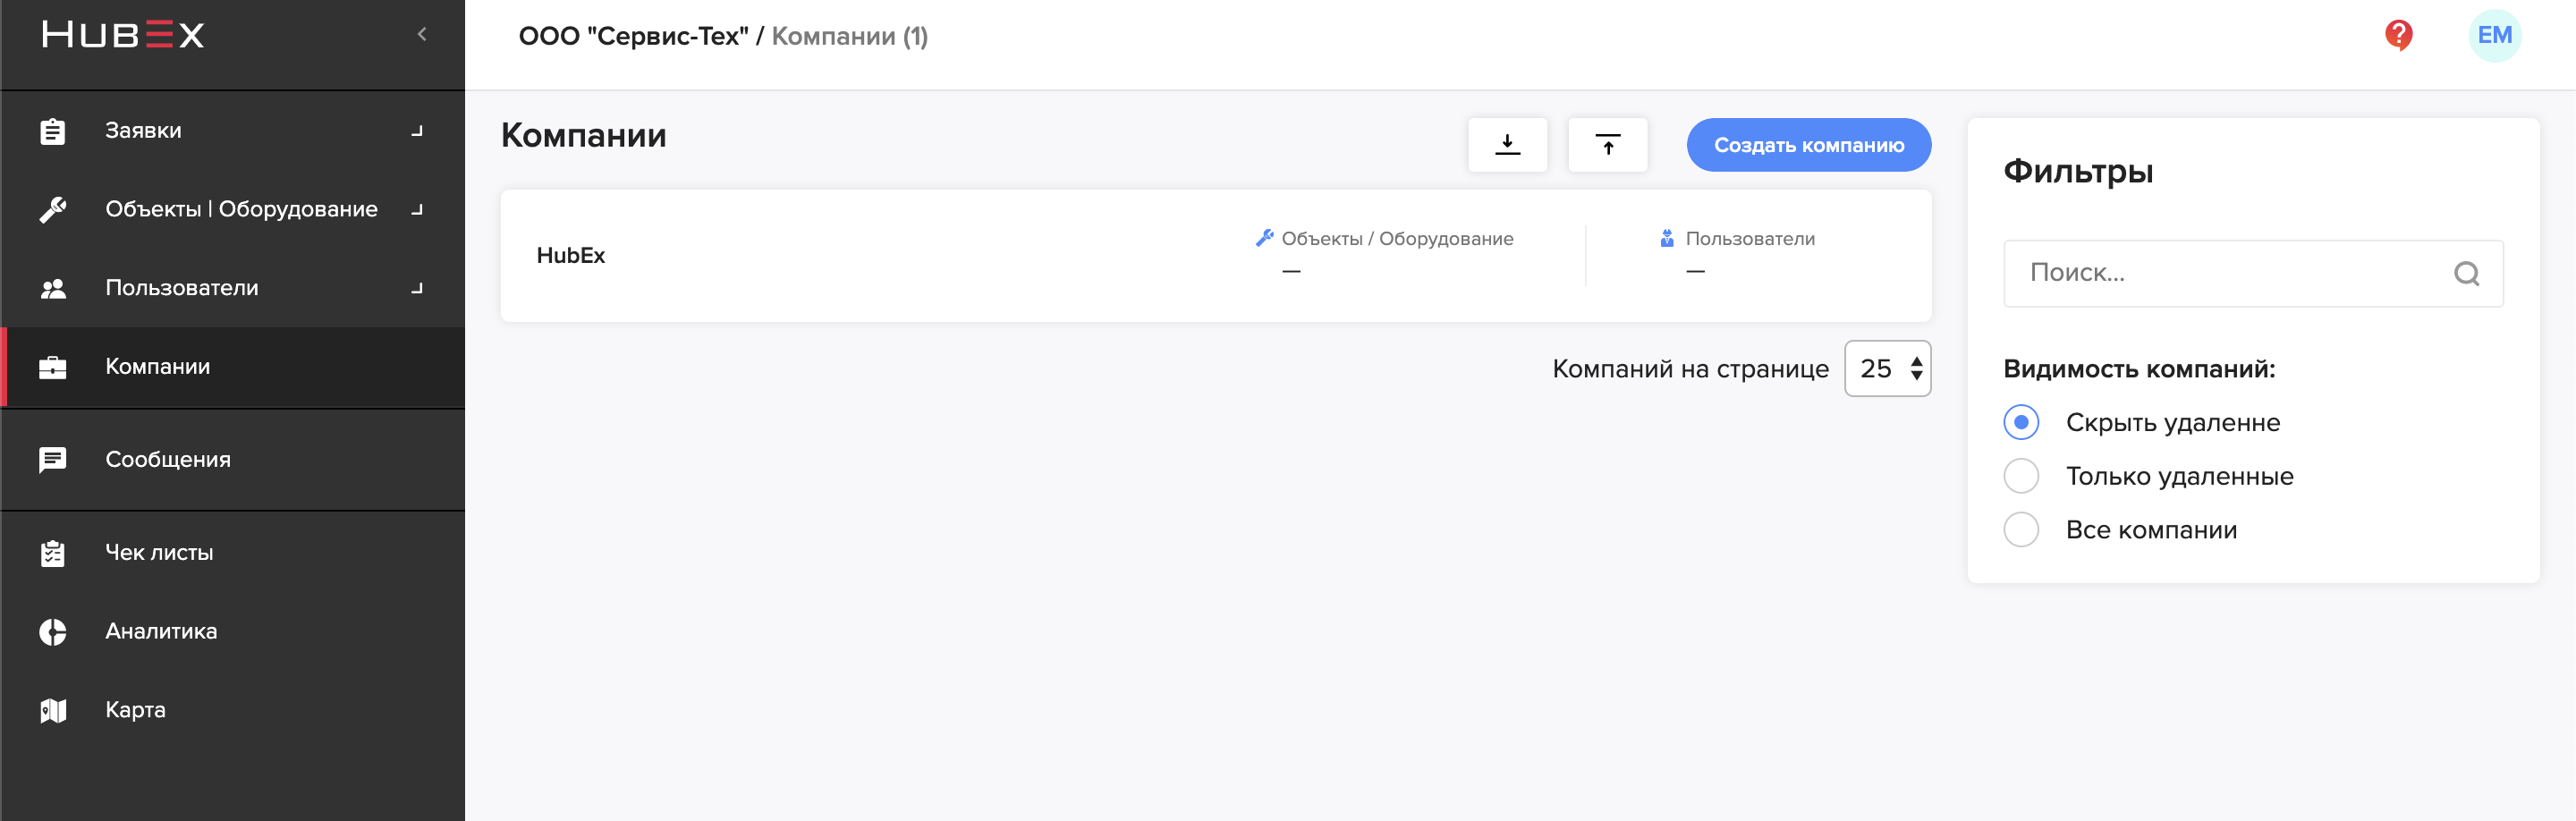 HUBEX
Заявки
Объекты | Оборудование
Пользователи
Компании
Сообщения
Чек листы
Аналитика
Карта
ООО "Сервис-Тех" / Компании (1)
?
EM
Компании
Создать компанию
HubEx
Объекты / Оборудование
—
Пользователи
—
Компаний на странице 25
Фильтры
Поиск...
Видимость компаний:
Скрыть удаленне
Только удаленные
Все компании